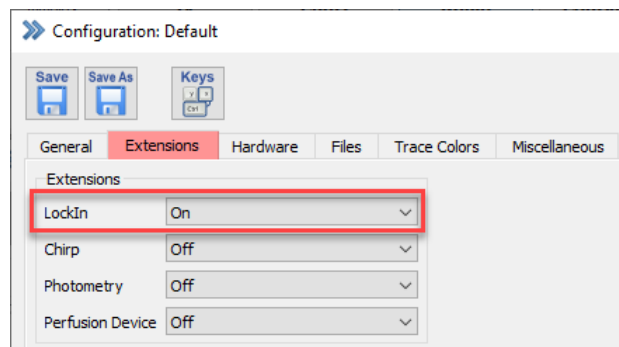 Configuration: Default
Save Save As Keys
Y Y
Ctrl
General Extensions Hardware Files Trace Colors Miscellaneous
Extensions
LockIn On
Chirp Off
Photometry Off
Perfusion Device Off